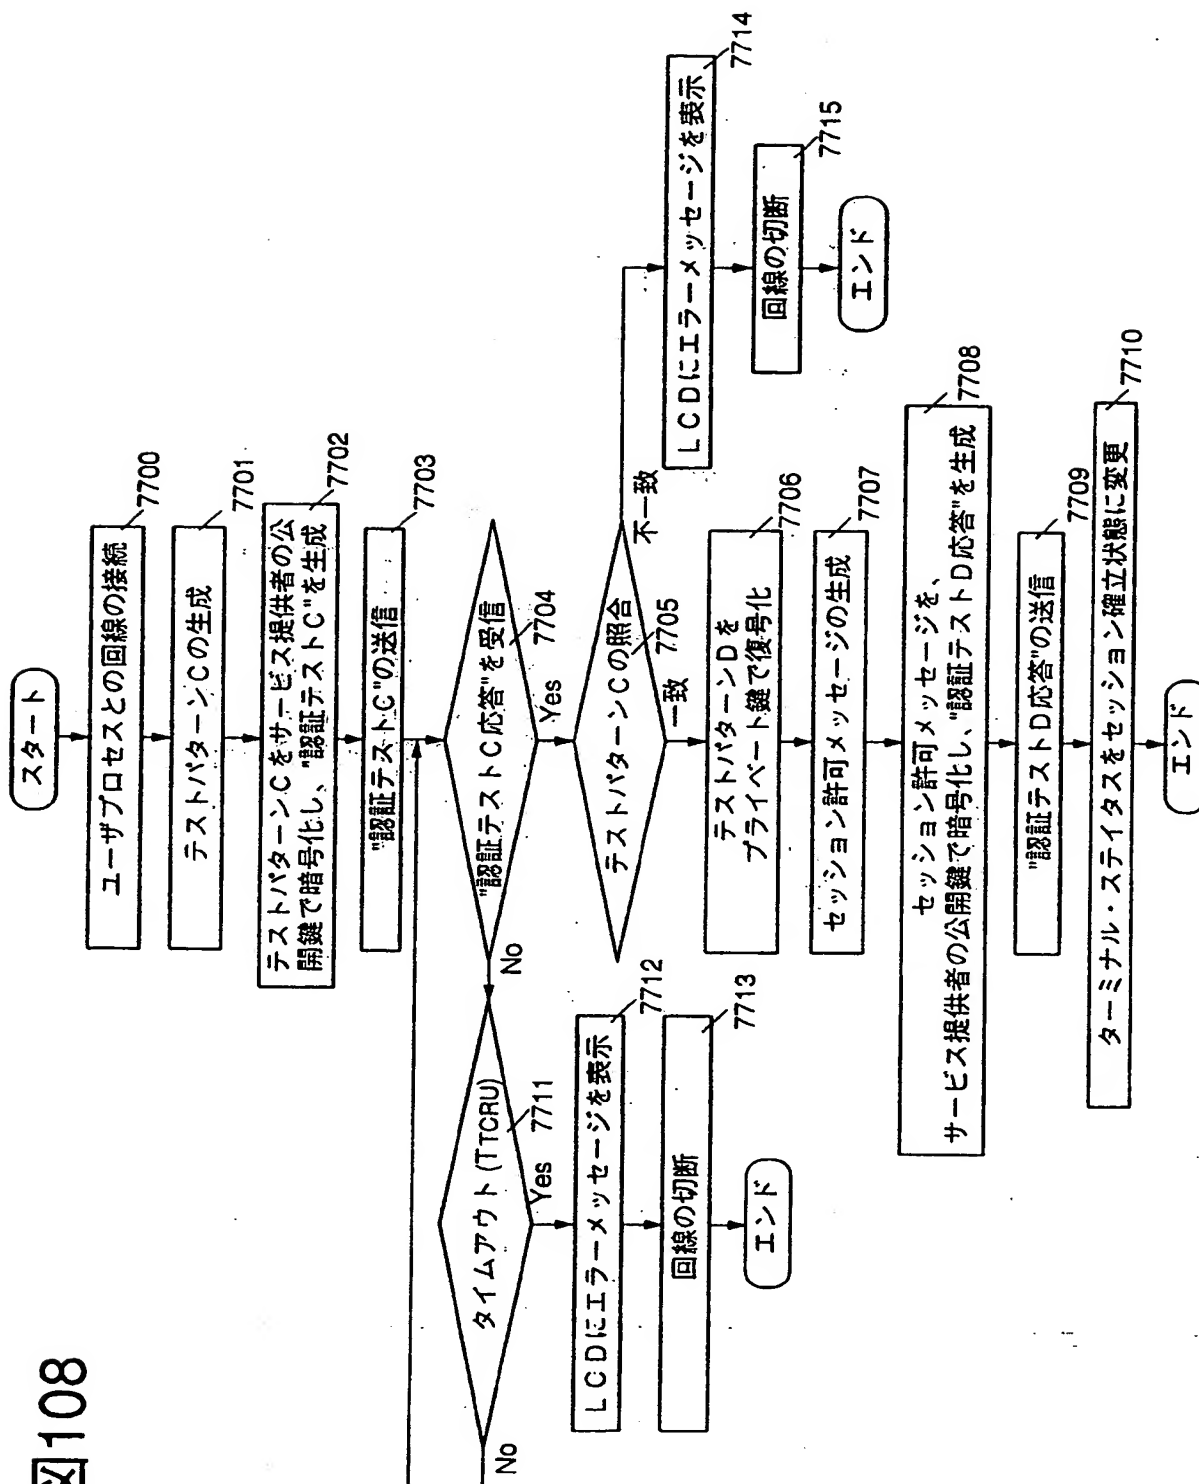 図108
スタート
ユーザプロセスとの回線の接続
7700
テストパターンCの生成
7701
テストパターンCをサービス提供者の公
開鍵で暗号化し、"認証テストC"を生成
7702
"認証テストC"の送信
7703
"認証テストC応答"を受信
7704
Yes
No
タイムアウト(TTCRU)
7711
Yes
No
LCDにエラーメッセージを表示
7712
回線の切断
7713
エンド
テストパターンCの照合
7705
一致
不一致
LCDにエラーメッセージを表示
7714
回線の切断
7715
エンド
テストパターンDを
プライベート鍵で復号化
7706
セッション許可メッセージの生成
7707
セッション許可メッセージを、
サービス提供者の公開鍵で暗号化し、"認証テストD応答"を生成
7708
"認証テストD応答"の送信
7709
ターミナル・ステイタスをセッション確立状態に変更
7710
エンド